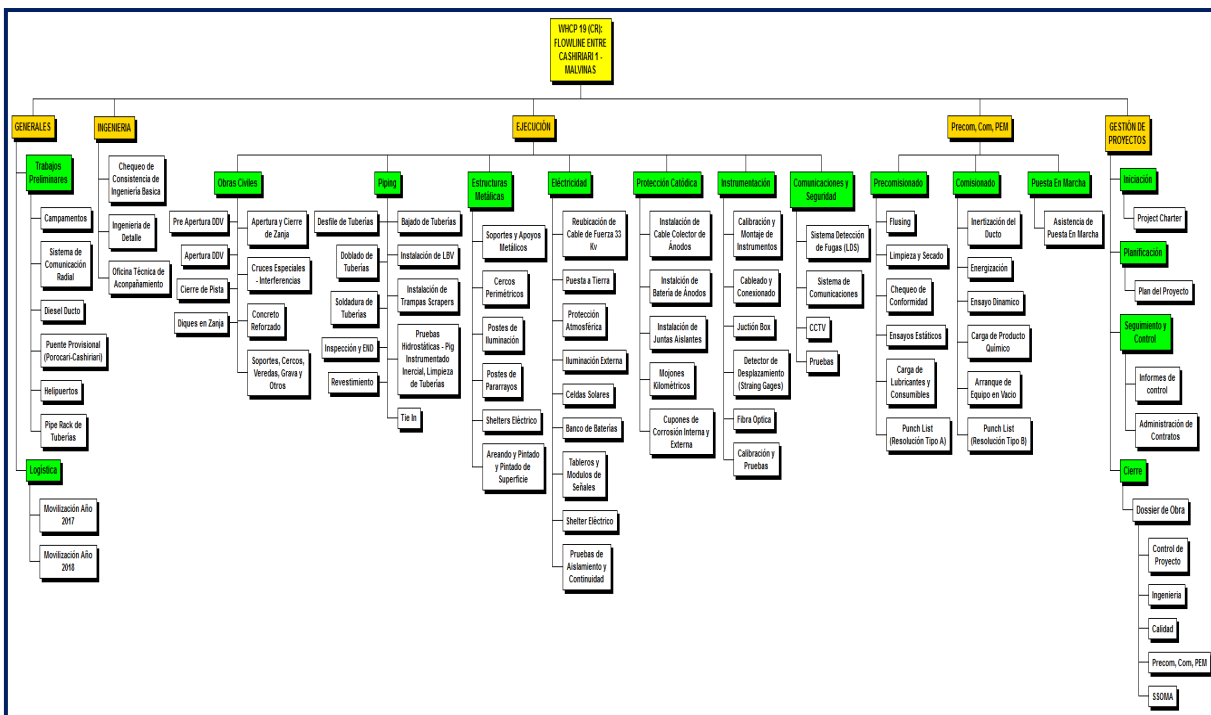 WHCP 19 (CR):
FLOWLINE ENTRE
CASHIRIARI 1 -
MALVINAS
GENERALES
INGENIERIA
EJECUCIÓN
Precom, Com, PEM
GESTIÓN DE
PROYECTOS
Trabajos
Preliminares
Campamentos
Sistema de
Comunicación
Radial
Diesel Ducto
Puente Provisional
(Porocari-Cashiriari)
Helipuertos
Pipe Rack de
Tuberías
Logistica
Movilización Año
2017
Movilización Año
2018
Chequeo de
Consistencia de
Ingeniería Basica
Ingeniería de
Detalle
Oficina Técnica de
Aconpañamiento
Obras Civiles
Pre Apertura DDV
Apertura DDV
Cierre de Pista
Diques en Zanja
Apertura y Cierre
de Zanja
Cruces Especiales
- Interferencias
Concreto
Reforzado
Soportes, Cercos,
Veredas, Grava y
Otros
Piping
Desfile de Tuberías
Doblado de
Tuberías
Soldadura de
Tuberías
Inspección y END
Revestimiento
Bajado de Tuberías
Instalación de LBV
Instalación de
Trampas Scrapers
Pruebas
Hidrostáticas - Pig
Instrumentado
Inercial, Limpieza de
Tuberías
Tie In
Estructuras
Metálicas
Soportes y Apoyos
Metálicos
Cercos
Perimétricos
Postes de
Iluminación
Postes de
Pararrayos
Shelters Eléctrico
Areando y Pintado
y Pintado de
Superficie
Eléctricidad
Reubicación de
Cable de Fuerza 33
Kv
Puesta a Tierra
Protección
Atmosférica
Iluminación Externa
Celdas Solares
Banco de Baterías
Tableros y
Modulos de
Señales
Shelter Eléctrico
Pruebas de
Aislamiento y
Continuidad
Protección Catódica
Instalación de
Cable Colector de
Ánodos
Instalción de
Batería de Ánodos
Instalación de
Juntas Aislantes
Mojones
Kilométricos
Cupones de
Corrosión Interna y
Externa
Instrumentación
Calibración y
Montaje de
Instrumentos
Cableado y
Conexionado
Juctión Box
Detector de
Desplazamiento
(Straing Gages)
Fibra Optica
Calibración y
Pruebas
Comunicaciones y
Seguridad
Sistema Detección
de Fugas (LDS)
Sistema de
Comunicaciones
CCTV
Pruebas
Precomisionado
Flusing
Limpieza y Secado
Chequeo de
Conformidad
Ensayos Estáticos
Carga de
Lubricantes y
Consumibles
Punch List
(Resolución Tipo A)
Comisionado
Inertización del
Ducto
Energización
Ensayo Dinamico
Carga de Producto
Químico
Arranque de
Equipo en Vacio
Punch List
(Resolución Tipo B)
Puesta En Marcha
Asistencia de
Puesta En Marcha
Iniciación
Project Charter
Planificación
Plan del Proyecto
Seguimiento y
Control
Informes de
control
Administración de
Contratos
Cierre
Dossier de Obra
Control de
Proyecto
Ingenieria
Calidad
Precom, Com, PEM
SSOMA